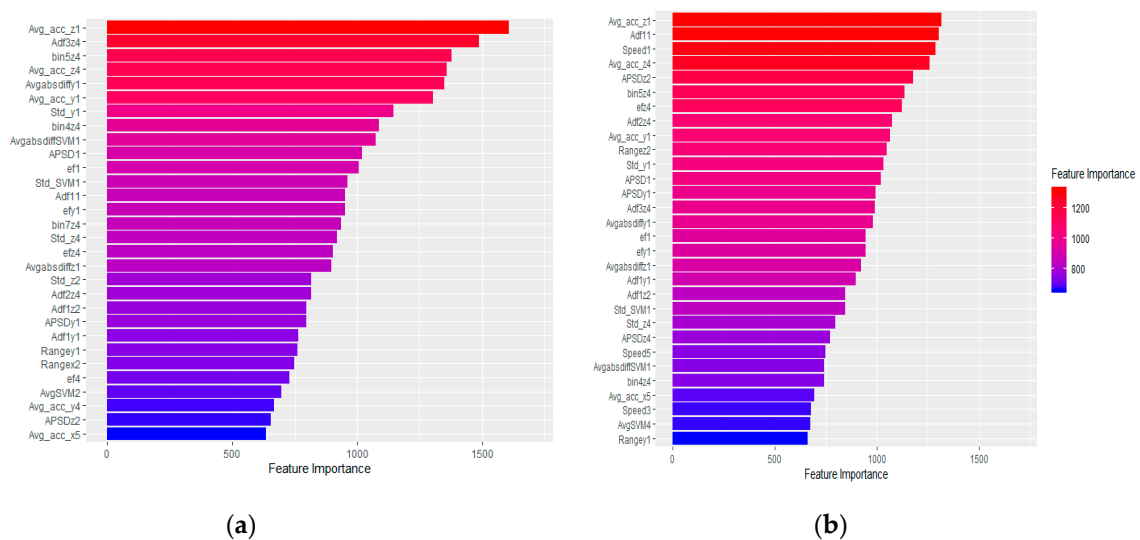 Avg_acc_z1
Adf3z4
bin5z4
Avg_acc_z4
Avgabsdiffy1
Avg_acc_y1
Std_y1
bin4z4
AvgabsdiffSVM1
APSD1
ef1
Std_SVM1
Adf11
efy1
bin7z4
Std_z4
efz4
Avgabsdiffz1
Std_z2
Adf2z4
Adf1z2
APSDy1
Adf1y1
Rangey1
Rangex2
ef4
AvgSVM2
Avg_acc_y4
APSDz2
Avg_acc_x5
0 500 1000 1500
Feature Importance
(a)
Avg_acc_z1
Adf11
Speed1
Avg_acc_z4
APSDz2
bin5z4
efz4
Adf2z4
Avg_acc_y1
Rangez2
Std_y1
APSD1
APSDy1
Adf3z4
Avgabsdiffy1
ef1
efy1
Avgabsdiffz1
Adf1y1
Adf1z2
Std_SVM1
Std_z4
APSDz4
Speed5
AvgabsdiffSVM1
bin4z4
Avg_acc_x5
Speed3
AvgSVM4
Rangey1
0 500 1000 1500
Feature Importance
(b)
Feature Importance
1200
1000
800